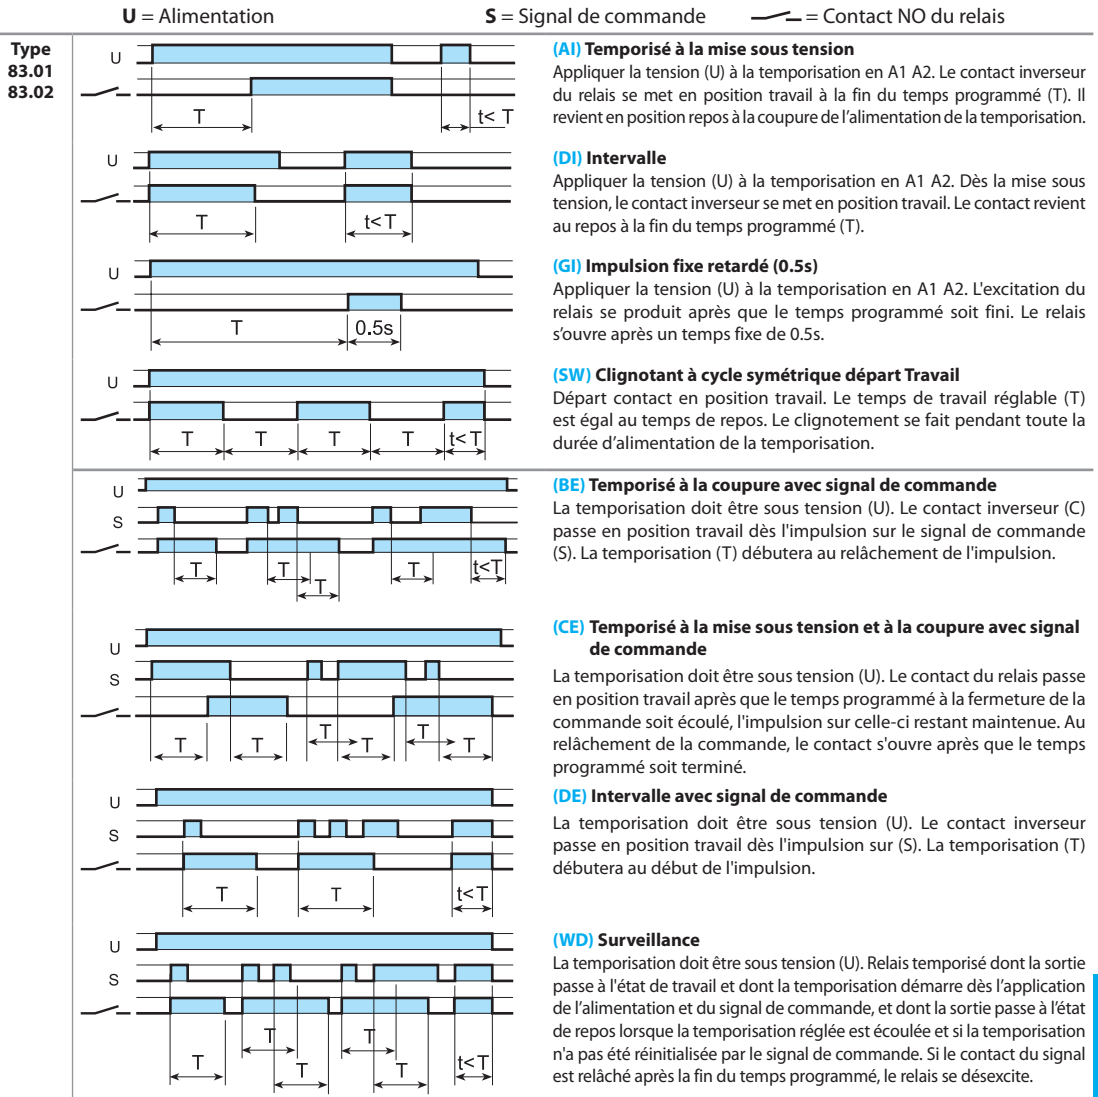 U = Alimentation
S = Signal de commande
= Contact NO du relais
Type
83.01
83.02
U
T
t< T
(AI) Temporisé à la mise sous tension
Appliquer la tension (U) à la temporisation en A1 A2. Le contact inverseur
du relais se met en position travail à la fin du temps programmé (T). Il
revient en position repos à la coupure de l'alimentation de la temporisation.
U
T
t<T
(DI) Intervalle
Appliquer la tension (U) à la temporisation en A1 A2. Dès la mise sous
tension, le contact inverseur se met en position travail. Le contact revient
au repos à la fin du temps programmé (T).
U
T
0.5s
(GI) Impulsion fixe retardé (0.5s)
Appliquer la tension (U) à la temporisation en A1 A2. L'excitation du
relais se produit après que le temps programmé soit fini. Le relais
s'ouvre après un temps fixe de 0.5s.
U
T
T
T
T
t<T
(SW) Clignotant à cycle symétrique départ Travail
Départ contact en position travail. Le temps de travail réglable (T)
est égal au temps de repos. Le clignotement se fait pendant toute la
durée d'alimentation de la temporisation.
U
S
T
T
T
T
t<T
(BE) Temporisé à la coupure avec signal de commande
La temporisation doit être sous tension (U). Le contact inverseur (C)
passe en position travail dès l'impulsion sur le signal de commande
(S). La temporisation (T) débutera au relâchement de l'impulsion.
U
S
T
T
T
T
T
T
(CE) Temporisé à la mise sous tension et à la coupure avec signal
de commande
La temporisation doit être sous tension (U). Le contact du relais passe
en position travail après que le temps programmé à la fermeture de la
commande soit écoulé, l'impulsion sur celle-ci restant maintenue. Au
relâchement de la commande, le contact s'ouvre après que le temps
programmé soit terminé.
U
S
T
T
t<T
(DE) Intervalle avec signal de commande
La temporisation doit être sous tension (U). Le contact inverseur
passe en position travail dès l'impulsion sur (S). La temporisation (T)
débutera au début de l'impulsion.
U
S
T
T
T
T
T
t<T
(WD) Surveillance
La temporisation doit être sous tension (U). Relais temporisé dont la sortie
passe à l'état de travail et dont la temporisation démarre dès l'application
de l'alimentation et du signal de commande, et dont la sortie passe à l'état
de repos lorsque la temporisation réglée est écoulée et si la temporisation
n'a pas été réinitialisée par le signal de commande. Si le contact du signal
est relâché après la fin du temps programmé, le relais se désexcite.